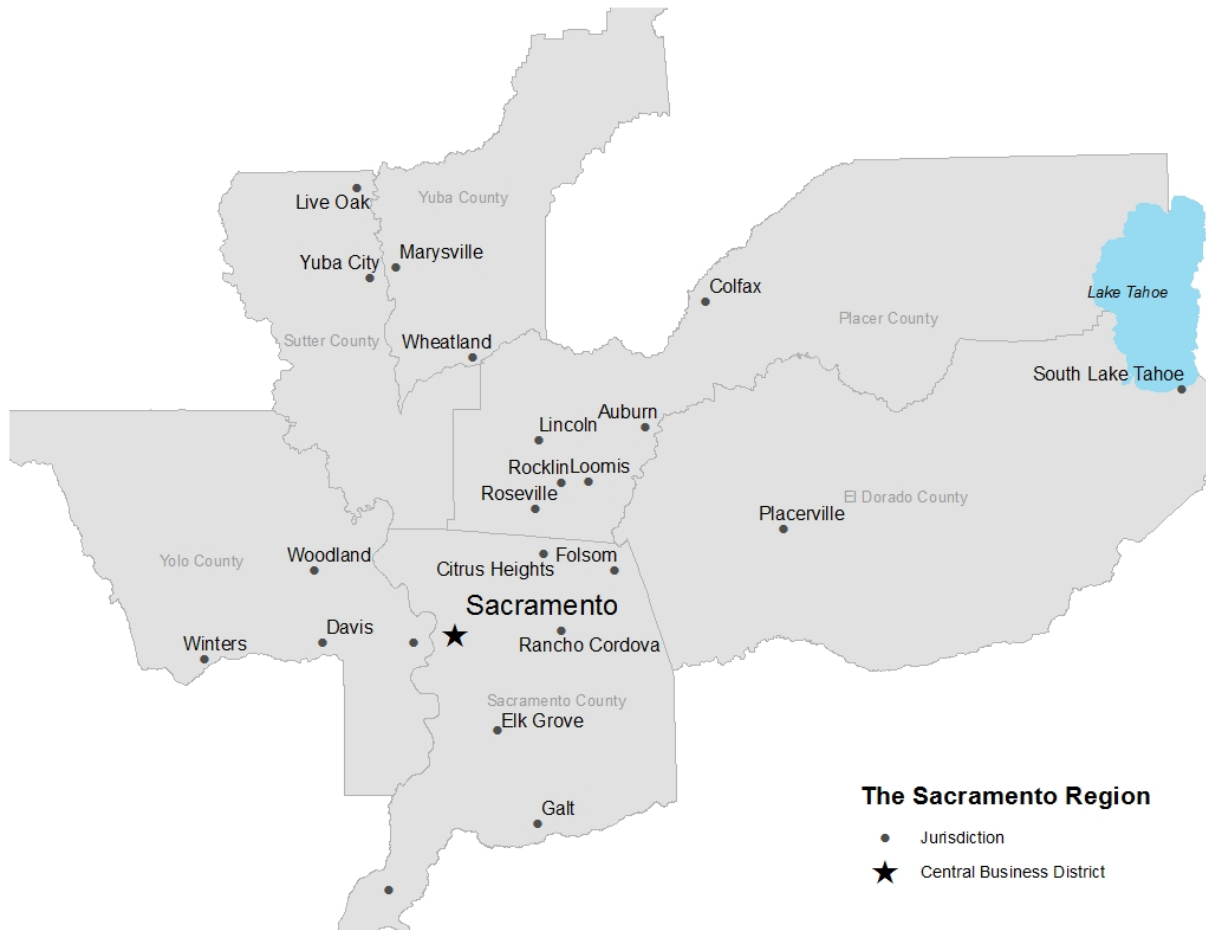 Live Oak
Yuba County
Marysville
Yuba City
Colfax
Lake Tahoe
Placer County
Sutter County
Wheatland
South Lake Tahoe
Auburn
Lincoln
Rocklin
Loomis
Roseville
El Dorado County
Placerville
Yolo County
Woodland
Citrus Heights
Folsom
Sacramento
Davis
Winters
Rancho Cordova
Sacramento County
Elk Grove
Galt
The Sacramento Region
Jurisdiction
Central Business District